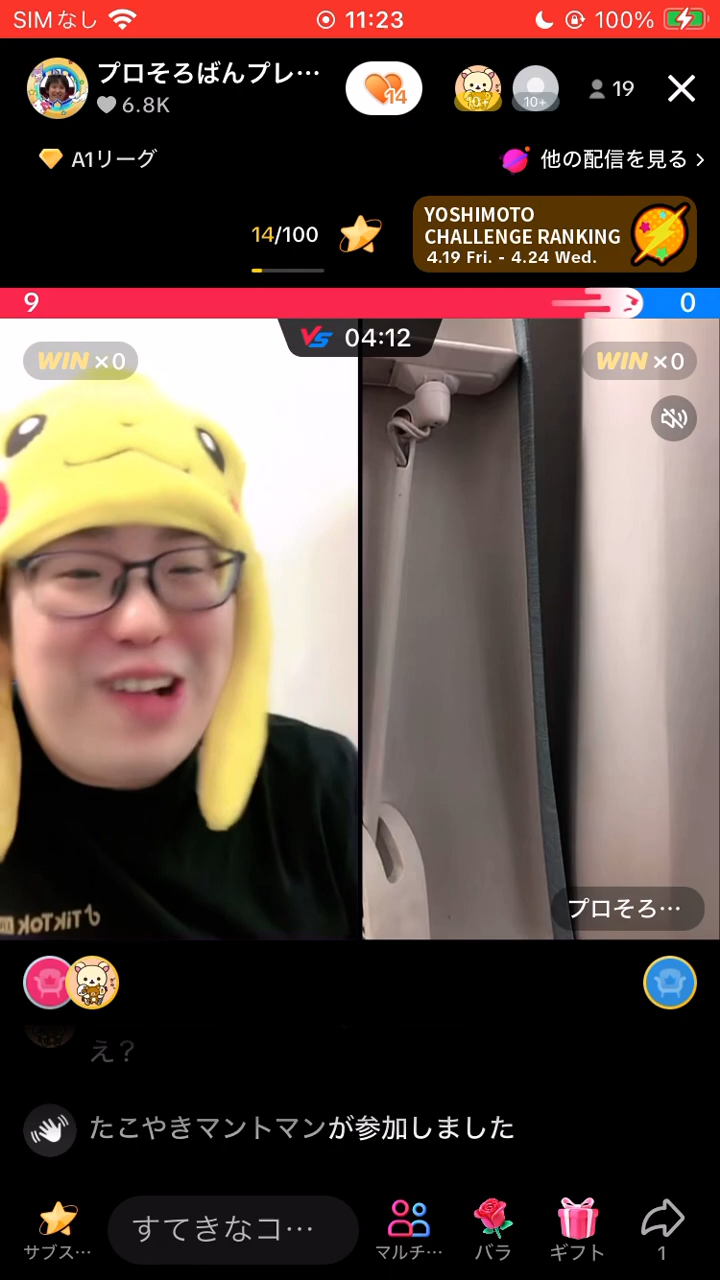 SIMなし 11:23 100%
プロそろばんプレ…
6.8K
14
10+
10+
19
A1リーグ
他の配信を見る
14/100
YOSHIMOTO
CHALLENGE RANKING
4.19 Fri. - 4.24 Wed.
9
0
VS 04:12
WIN ×0
WIN ×0
TikTok
プロそろ…
え？
たこやきマントマンが参加しました
すてきなコ…
サブス…
マルチ…
バラ
ギフト
1